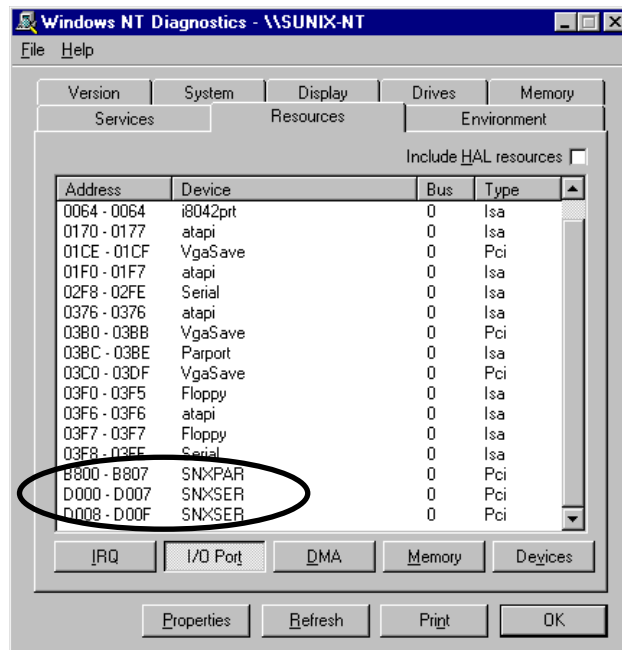 Windows NT Diagnostics - \\SUNIX-NT
File Help
Version System Display Drives Memory
Services Resources Environment
Include HAL resources
Address Device Bus Type
0064 - 0064 i8042prt 0 Isa
0170 - 0177 atapi 0 Isa
01CE - 01CF VgaSave 0 Pci
01F0 - 01F7 atapi 0 Isa
02F8 - 02FE Serial 0 Isa
0376 - 0376 atapi 0 Isa
03B0 - 03BB VgaSave 0 Pci
03BC - 03BE Parport 0 Isa
03C0 - 03DF VgaSave 0 Pci
03F0 - 03F5 Floppy 0 Isa
03F6 - 03F6 atapi 0 Isa
03F7 - 03F7 Floppy 0 Isa
03F8 - 03FE Serial 0 Isa
B800 - B807 SNXPAR 0 Pci
D000 - D007 SNXSER 0 Pci
D008 - D00F SNXSER 0 Pci
IRQ I/O Port DMA Memory Devices
Properties Refresh Print OK